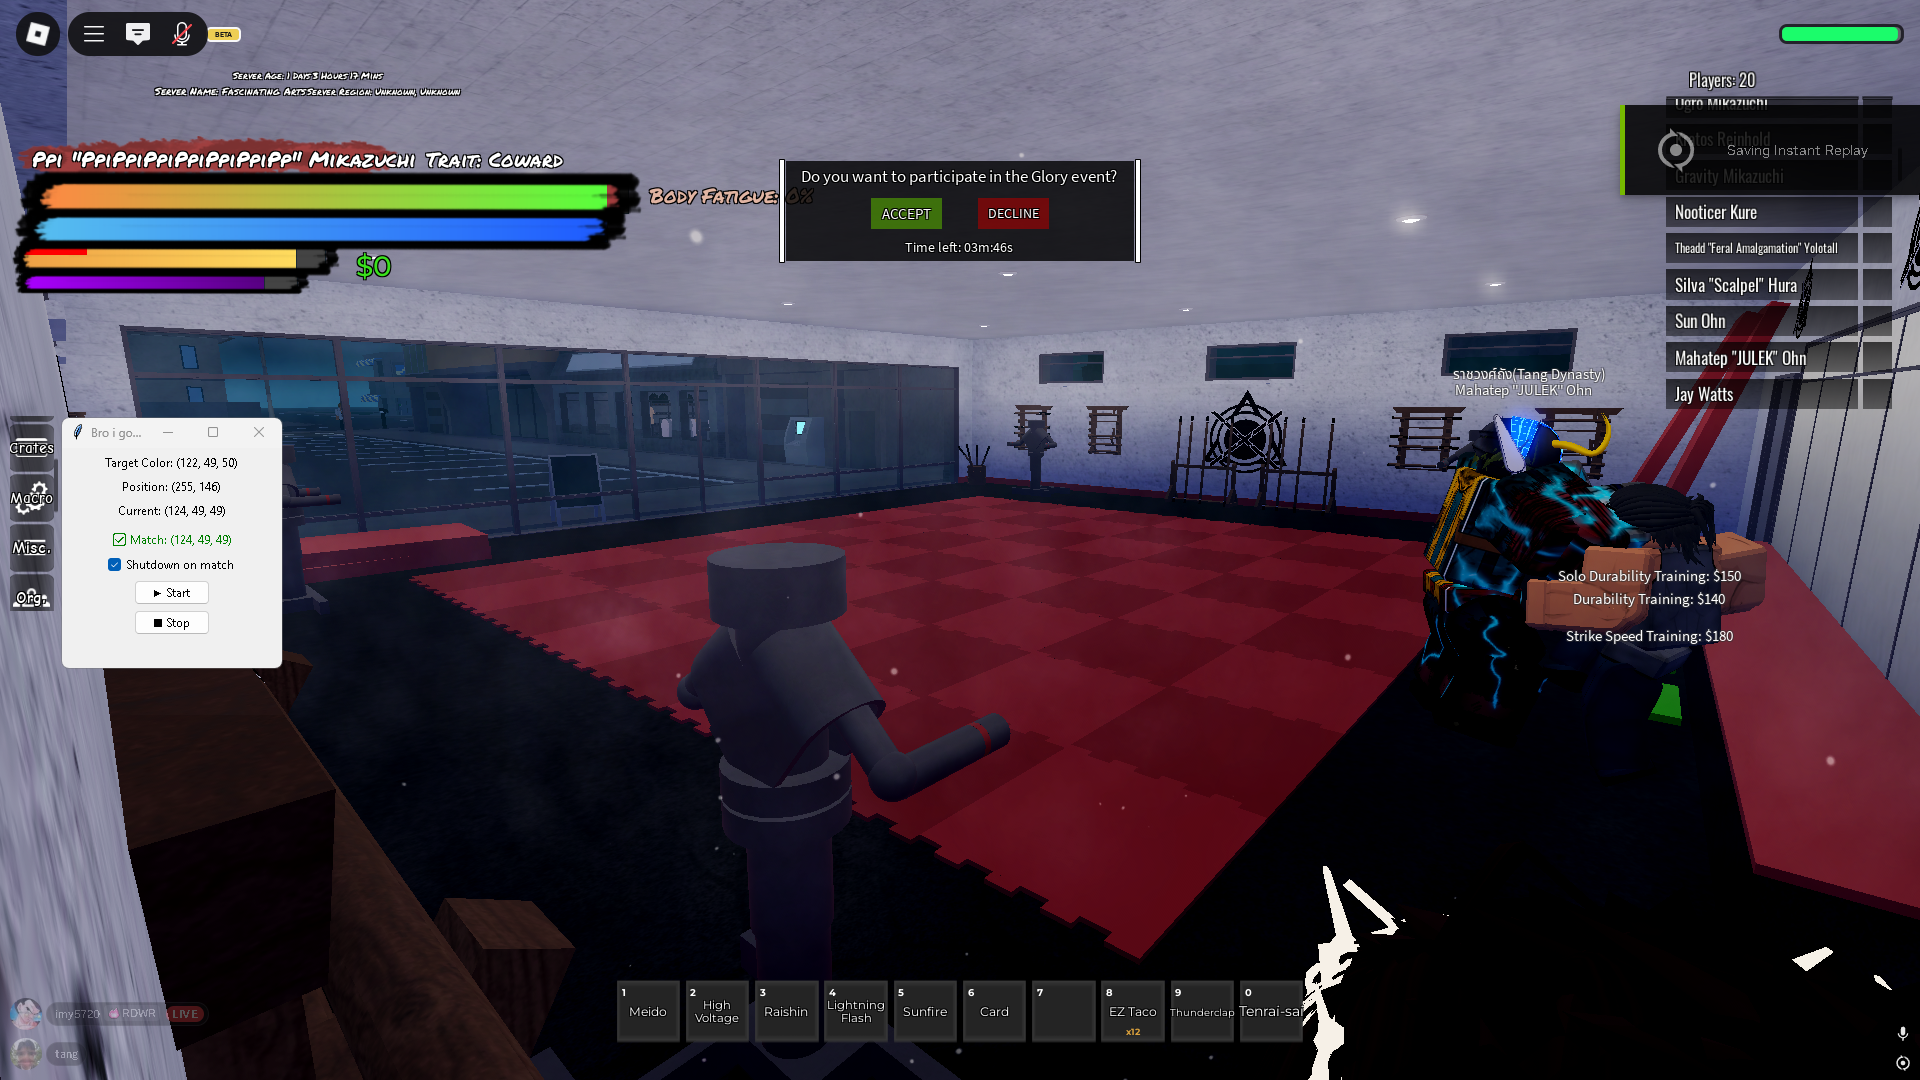 BETA
Server Age: 1 Days 3 Hours 17 Mins
Server Name: Fascinating Arts Server Region: Unknown, Unknown
Players: 20
Ogro Mikazuchi
Saving Instant Replay
Gravity Mikazuchi
Nooticer Kure
Theadd "Feral Amalgamation" Yolotall
Silva "Scalpel" Hura
Sun Ohn
Mahatep "JULEK" Ohn
Jay Watts
Ppi "PpiPpiPpiPpiPpiPpiPp" Mikazuchi Trait: Coward
Body Fatigue: 0%
$0
Do you want to participate in the Glory event?
ACCEPT
DECLINE
Time left: 03m:46s
ราชวงศ์ถัง(Tang Dynasty)
Mahatep "JULEK" Ohn
Crates
Macro
Misc.
Org.
Bro i go...
Target Color: (122, 49, 50)
Position: (255, 146)
Current: (124, 49, 49)
Match: (124, 49, 49)
Shutdown on match
Start
Stop
Solo Durability Training: $150
Durability Training: $140
Strike Speed Training: $180
1 Meido
2 High Voltage
3 Raishin
4 Lightning Flash
5 Sunfire
6 Card
7
8 EZ Taco x12
9 Thunderclap
0 Tenrai-sai
imy5720 RDWR LIVE
tang